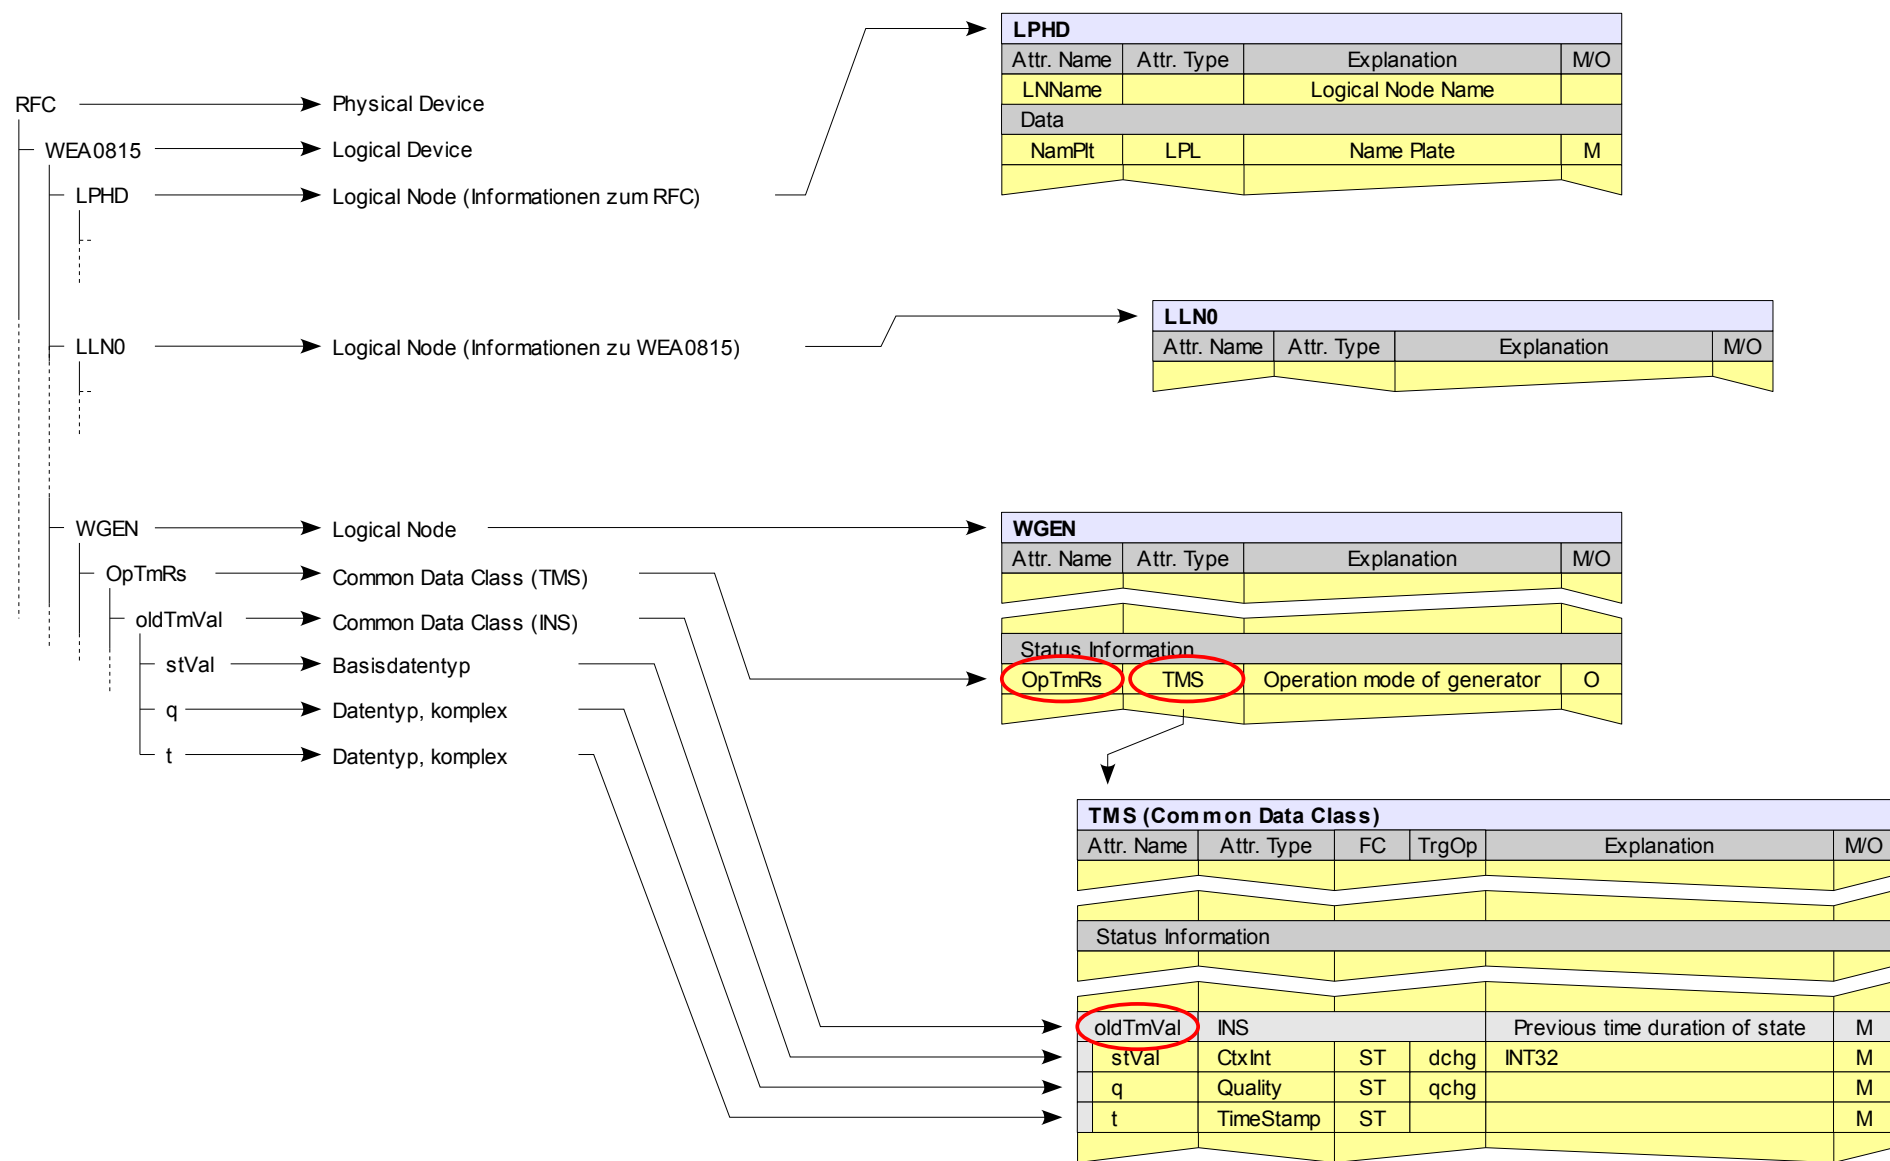 RFC Physical Device
WEA0815 Logical Device
LPHD Logical Node (Informationen zum RFC)
LLN0 Logical Node (Informationen zu WEA0815)
WGEN Logical Node
OpTmRs Common Data Class (TMS)
oldTmVal Common Data Class (INS)
stVal Basisdatentyp
q Datentyp, komplex
t Datentyp, komplex
LPHD
Attr. Name Attr. Type Explanation M/O
LNName Logical Node Name
Data
NamPlt LPL Name Plate M
LLN0
Attr. Name Attr. Type Explanation M/O
WGEN
Attr. Name Attr. Type Explanation M/O
Status Information
OpTmRs TMS Operation mode of generator O
TMS (Common Data Class)
Attr. Name Attr. Type FC TrgOp Explanation M/O
Status Information
oldTmVal INS Previous time duration of state M
stVal CtxInt ST dchg INT32 M
q Quality ST qchg M
t TimeStamp ST M